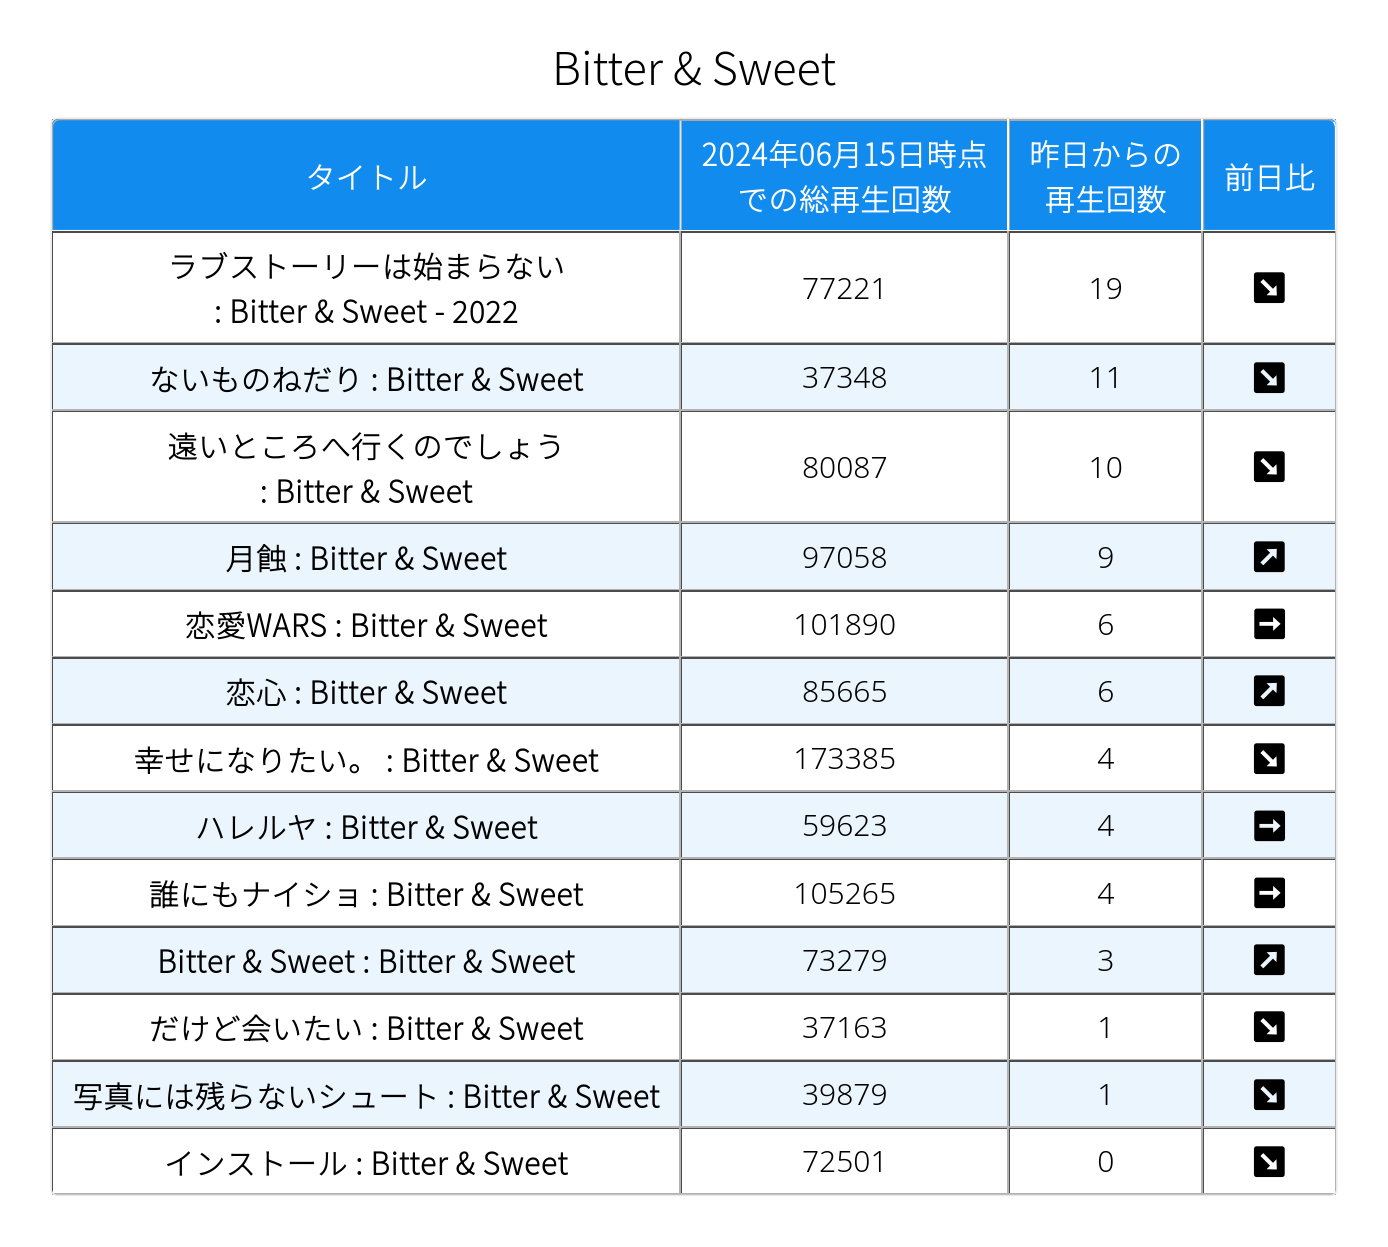 Bitter & Sweet
タイトル
2024年06月15日時点
での総再生回数
昨日からの
再生回数
前日比
ラブストーリーは始まらない
: Bitter & Sweet - 2022
77221
19
ないものねだり : Bitter & Sweet
37348
11
遠いところへ行くのでしょう
: Bitter & Sweet
80087
10
月蝕 : Bitter & Sweet
97058
9
恋愛WARS : Bitter & Sweet
101890
6
恋心 : Bitter & Sweet
85665
6
幸せになりたい。 : Bitter & Sweet
173385
4
ハレルヤ : Bitter & Sweet
59623
4
誰にもナイショ : Bitter & Sweet
105265
4
Bitter & Sweet : Bitter & Sweet
73279
3
だけど会いたい : Bitter & Sweet
37163
1
写真には残らないシュート : Bitter & Sweet
39879
1
インストール : Bitter & Sweet
72501
0